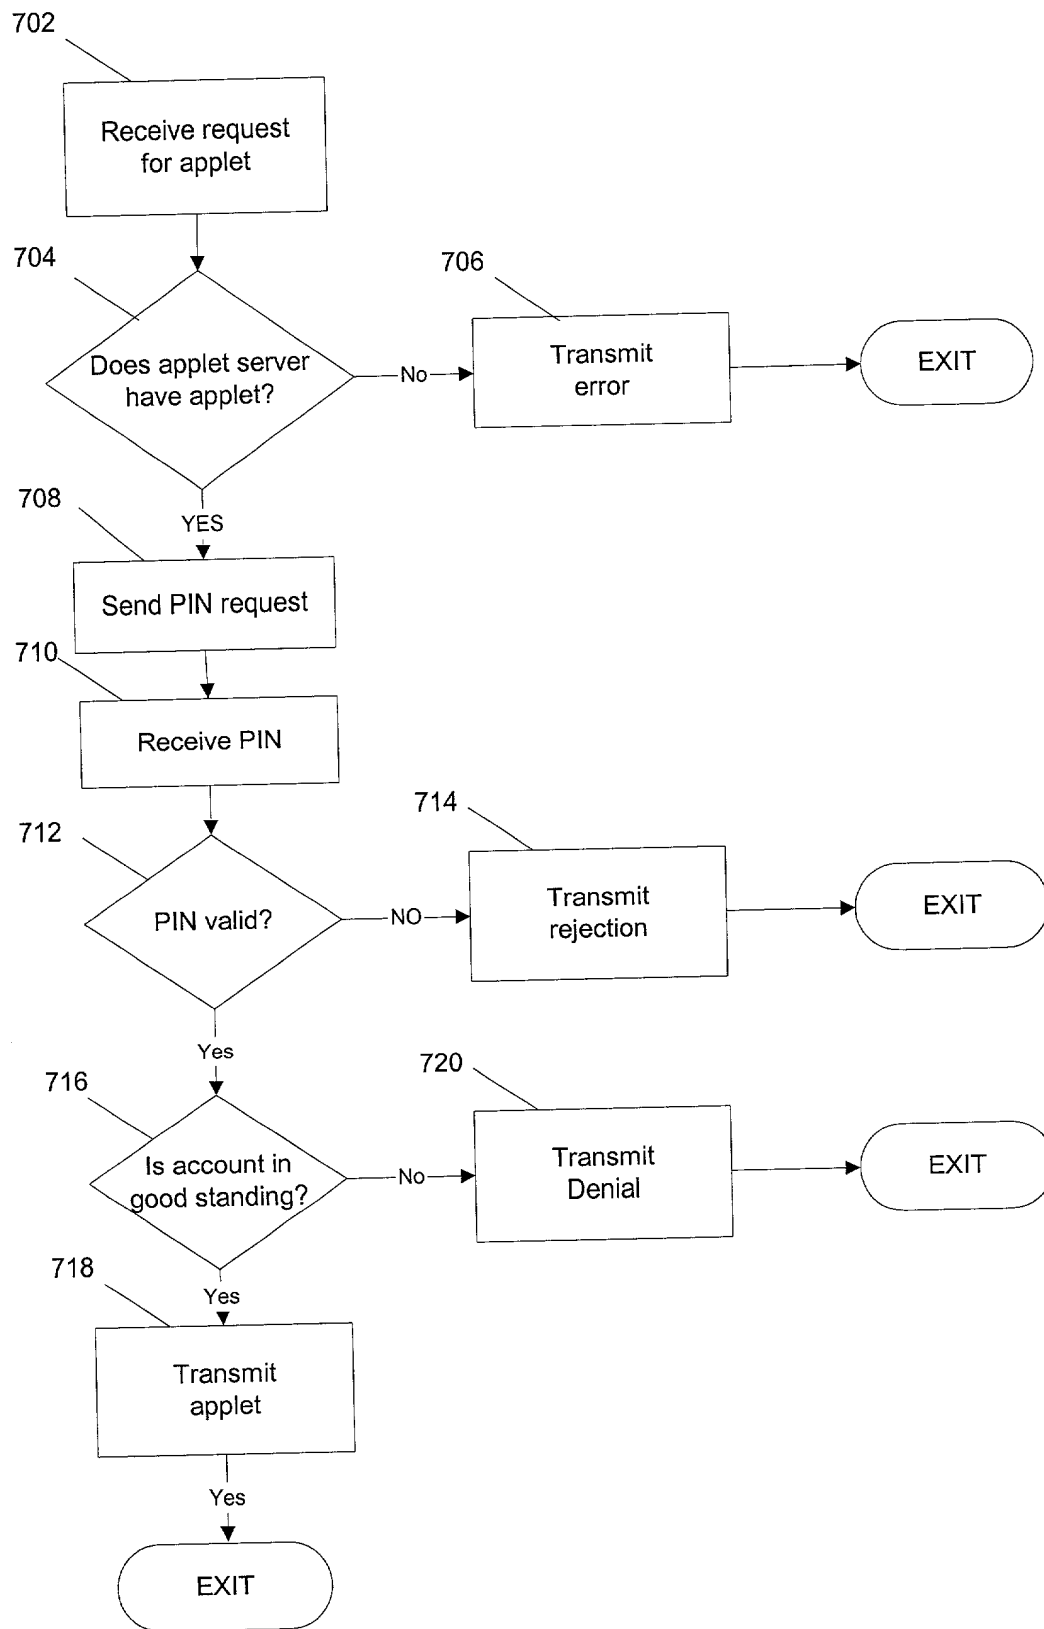 702
Receive request
for applet
704
Does applet server
have applet?
No
706
Transmit
error
EXIT
YES
708
Send PIN request
710
Receive PIN
712
PIN valid?
NO
714
Transmit
rejection
EXIT
Yes
716
Is account in
good standing?
No
720
Transmit
Denial
EXIT
Yes
718
Transmit
applet
Yes
EXIT